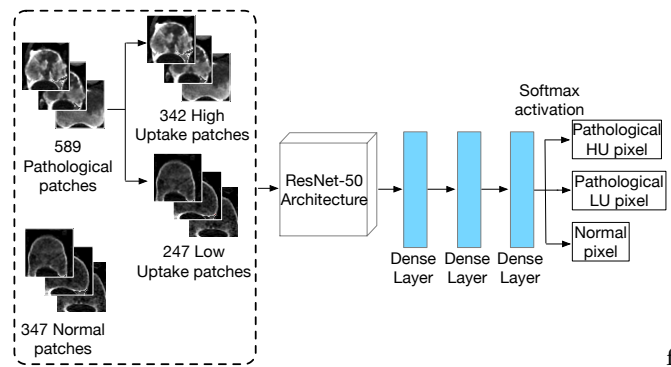 589
Pathological
patches
342 High
Uptake patches
247 Low
Uptake patches
347 Normal
patches
ResNet-50
Architecture
Dense
Layer
Dense
Layer
Dense
Layer
Softmax
activation
Pathological
HU pixel
Pathological
LU pixel
Normal
pixel
f